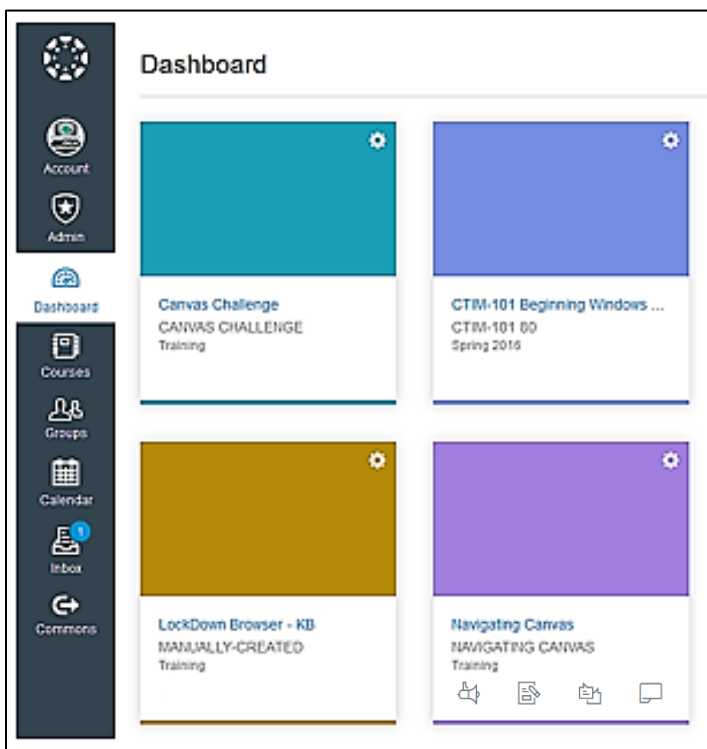 Dashboard
Account
Admin
Dashboard
Courses
Groups
Calendar
1
Inbox
Commons
Canvas Challenge
CANVAS CHALLENGE
Training
CTIM-101 Beginning Windows ...
CTIM-101 80
Spring 2016
LockDown Browser - KB
MANUALLY-CREATED
Training
Navigating Canvas
NAVIGATING CANVAS
Training